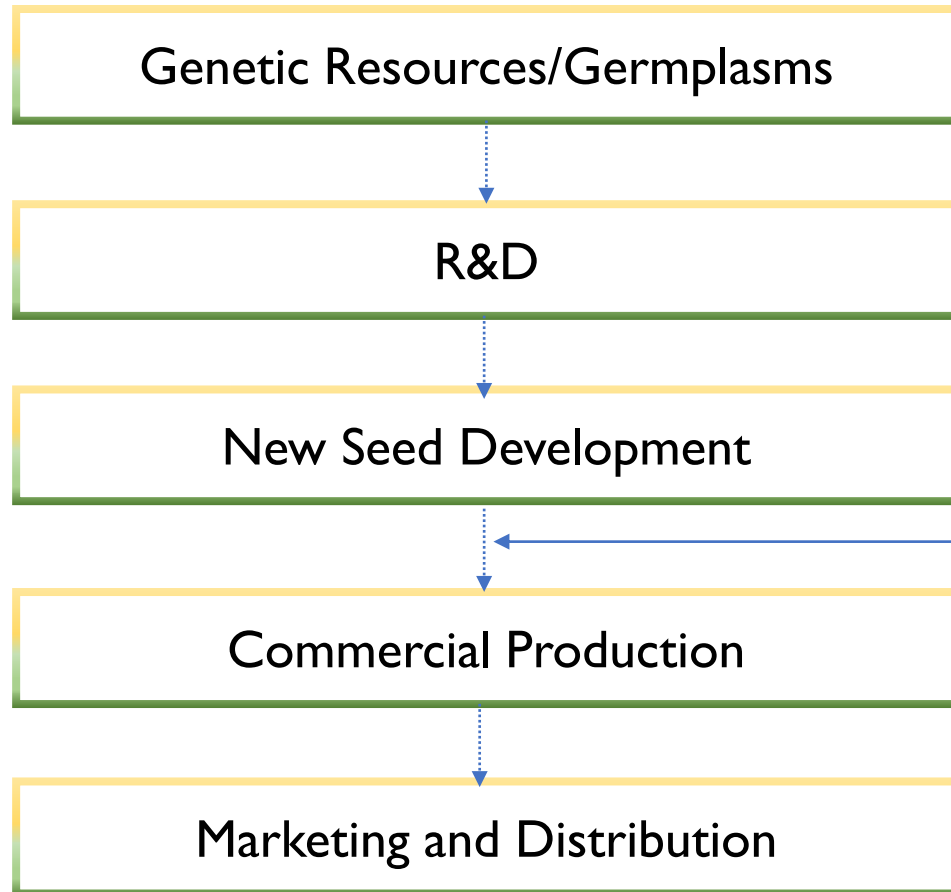 Genetic Resources/Germplasms
R&D
New Seed Development
Commercial Production
Marketing and Distribution